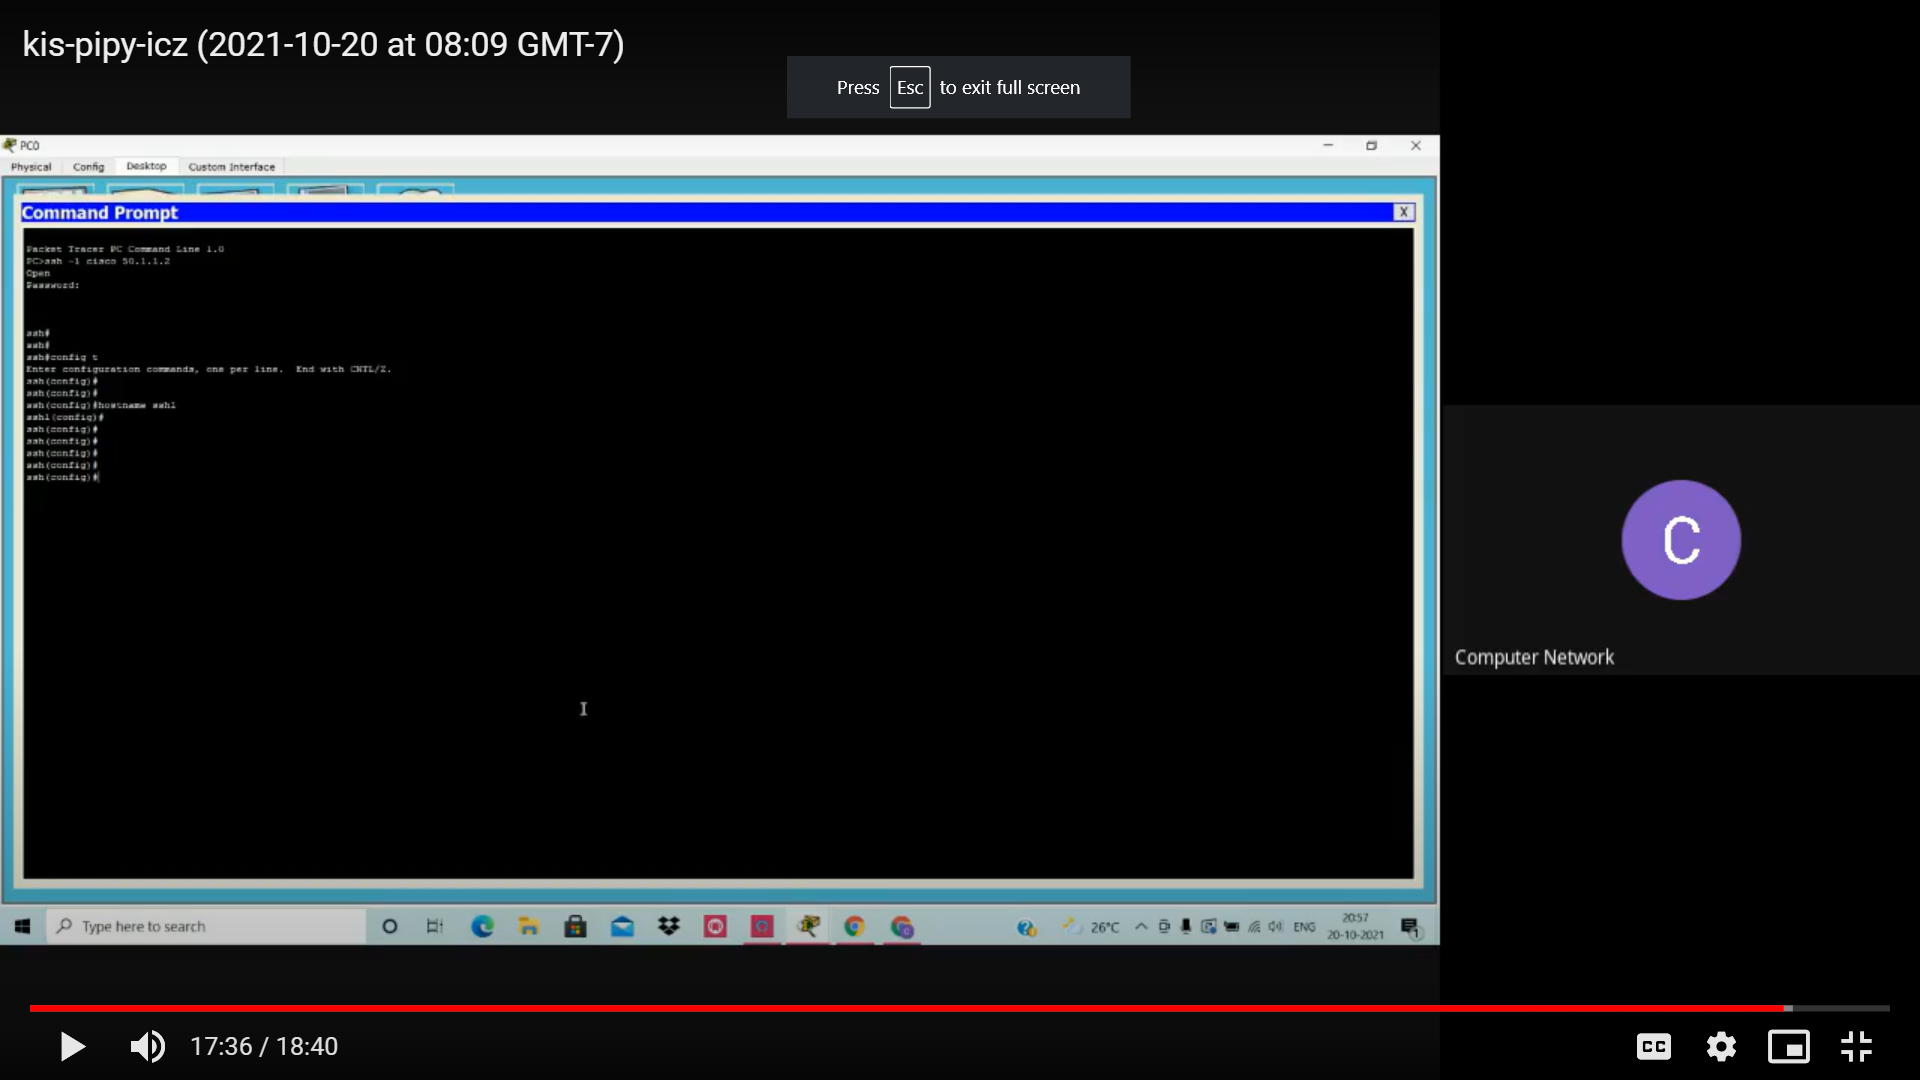 kis-pipy-icz (2021-10-20 at 08:09 GMT-7)
Press Esc to exit full screen
PC0
Physical Config Desktop Custom Interface
Command Prompt X
Packet Tracer PC Command Line 1.0
PC>ssh -l cisco 50.1.1.2
Open
Password:
ssh#
ssh#
ssh#config t
Enter configuration commands, one per line. End with CNTL/Z.
ssh(config)#
ssh(config)#
ssh(config)#hostname ssh1
ssh1(config)#
ssh(config)#
ssh(config)#
ssh(config)#
ssh(config)#
ssh(config)#
C
Computer Network
Type here to search
26°C
ENG
20:57
20-10-2021
1
17:36 / 18:40
CC